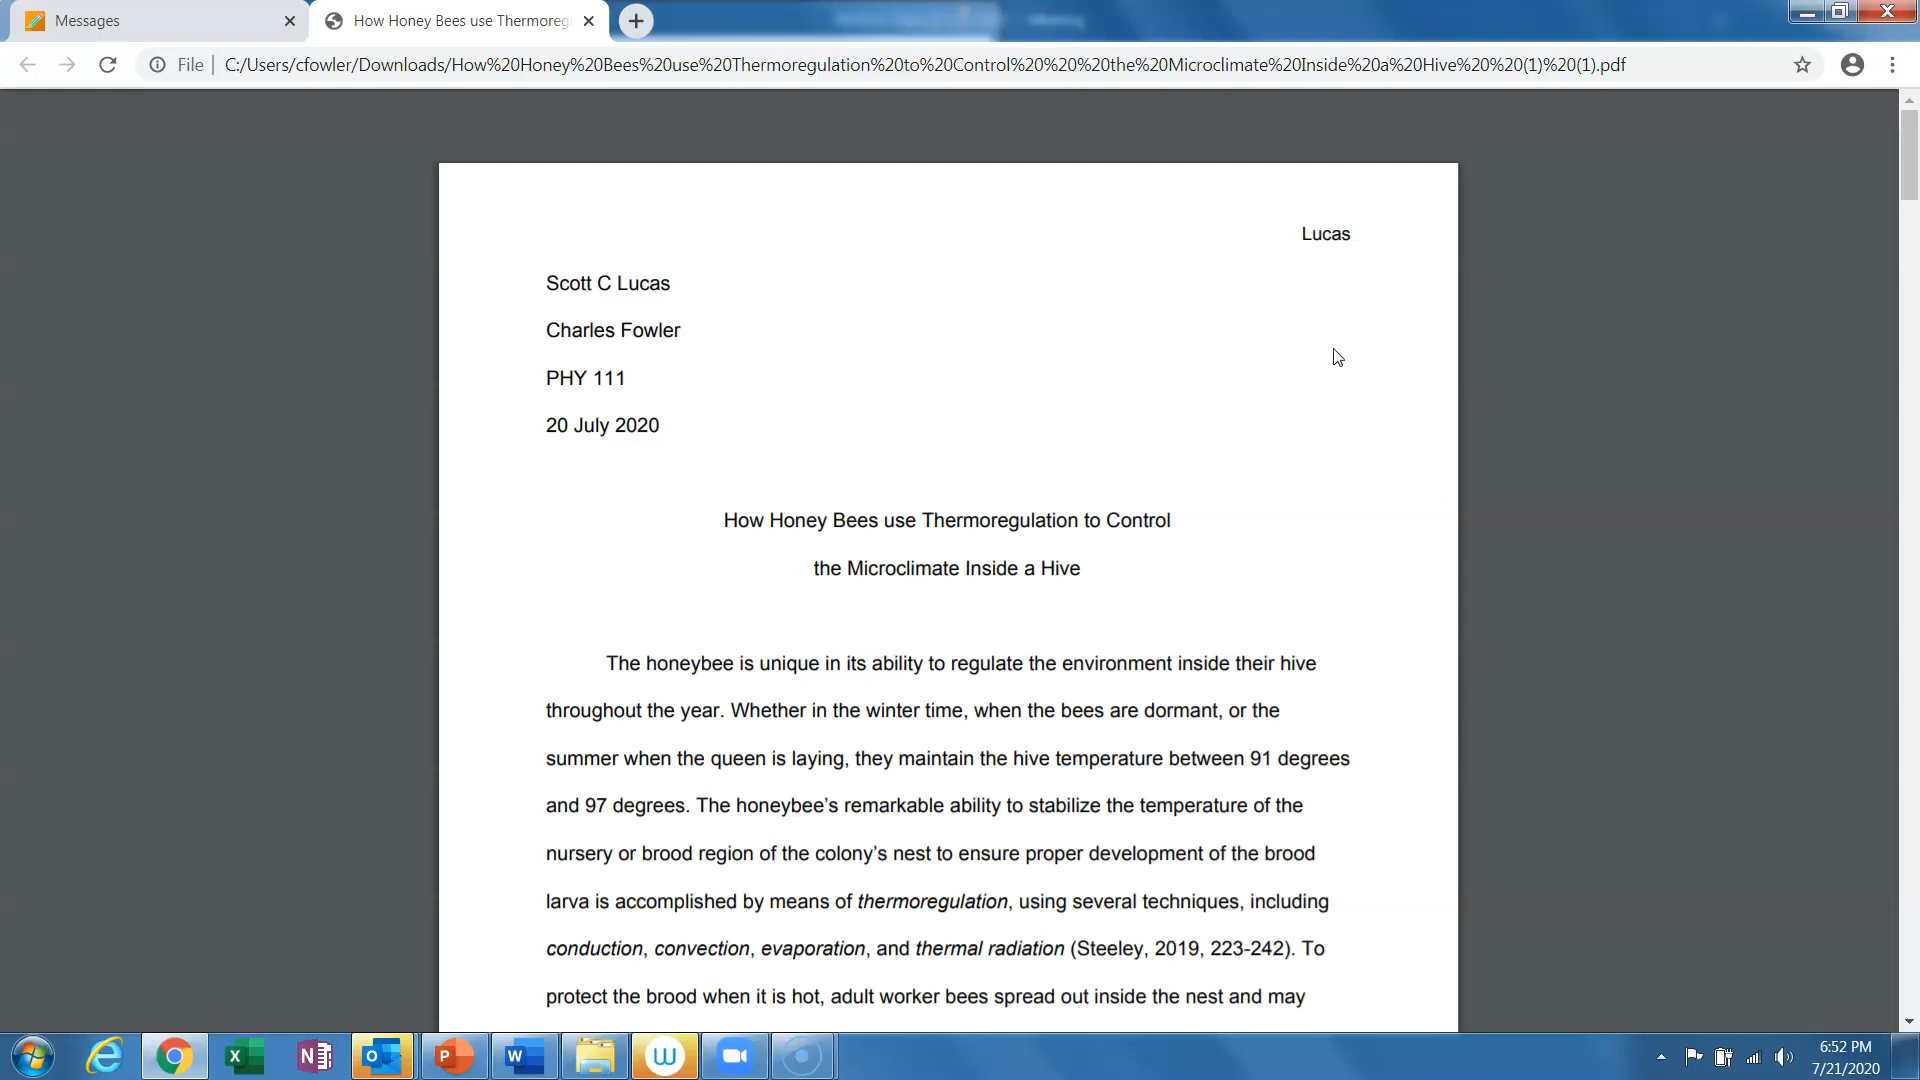 Messages
How Honey Bees use Thermoreg
File
C:/Users/cfowler/Downloads/How%20Honey%20Bees%20use%20Thermoregulation%20to%20Control%20%20%20the%20Microclimate%20Inside%20a%20Hive%20%20(1)%20(1).pdf
Lucas
Scott C Lucas
Charles Fowler
PHY 111
20 July 2020
How Honey Bees use Thermoregulation to Control
the Microclimate Inside a Hive
The honeybee is unique in its ability to regulate the environment inside their hive
throughout the year. Whether in the winter time, when the bees are dormant, or the
summer when the queen is laying, they maintain the hive temperature between 91 degrees
and 97 degrees. The honeybee’s remarkable ability to stabilize the temperature of the
nursery or brood region of the colony’s nest to ensure proper development of the brood
larva is accomplished by means of thermoregulation, using several techniques, including
conduction, convection, evaporation, and thermal radiation (Steeley, 2019, 223-242). To
protect the brood when it is hot, adult worker bees spread out inside the nest and may
6:52 PM
7/21/2020